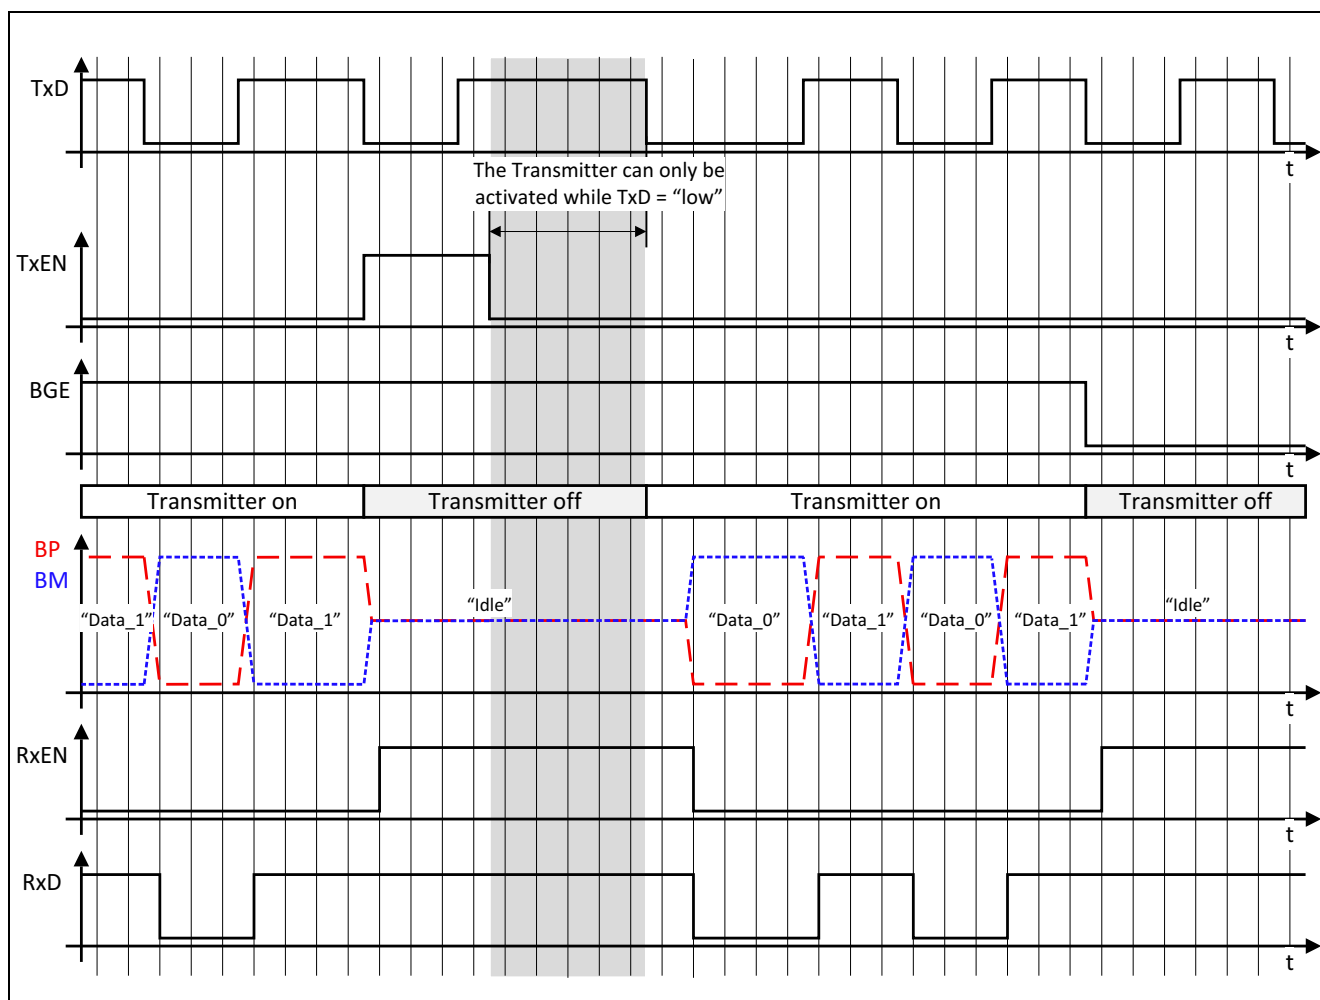 TxD
t
The Transmitter can only be
activated while TxD = “low”
TxEN
t
BGE
t
Transmitter on
Transmitter off
Transmitter on
Transmitter off
BP
BM
“Data_1”
“Data_0”
“Data_1”
“Idle”
“Data_0”
“Data_1”
“Data_0”
“Data_1”
“Idle”
t
RxEN
t
RxD
t